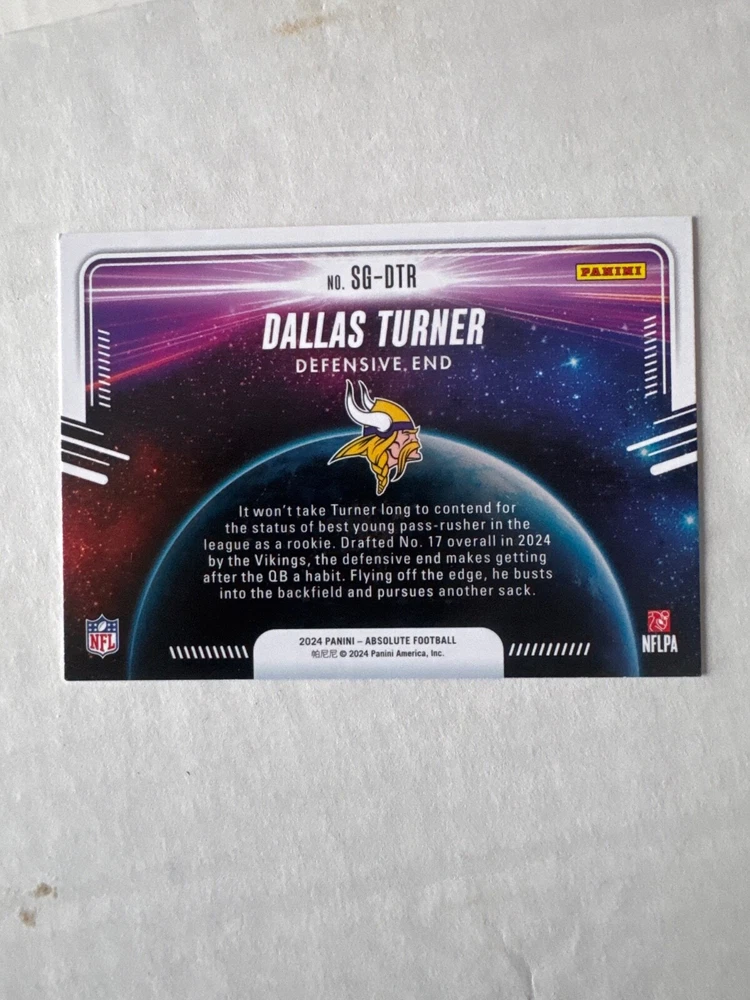 NO. SG-DTR
PANINI
DALLAS TURNER
DEFENSIVE END
It won't take Turner long to contend for
the status of best young pass-rusher in the
league as a rookie. Drafted No. 17 overall in 2024
by the Vikings, the defensive end makes getting
after the QB a habit. Flying off the edge, he busts
into the backfield and pursues another sack.
NFL
2024 PANINI – ABSOLUTE FOOTBALL
帕尼尼 © 2024 Panini America, Inc.
NFLPA